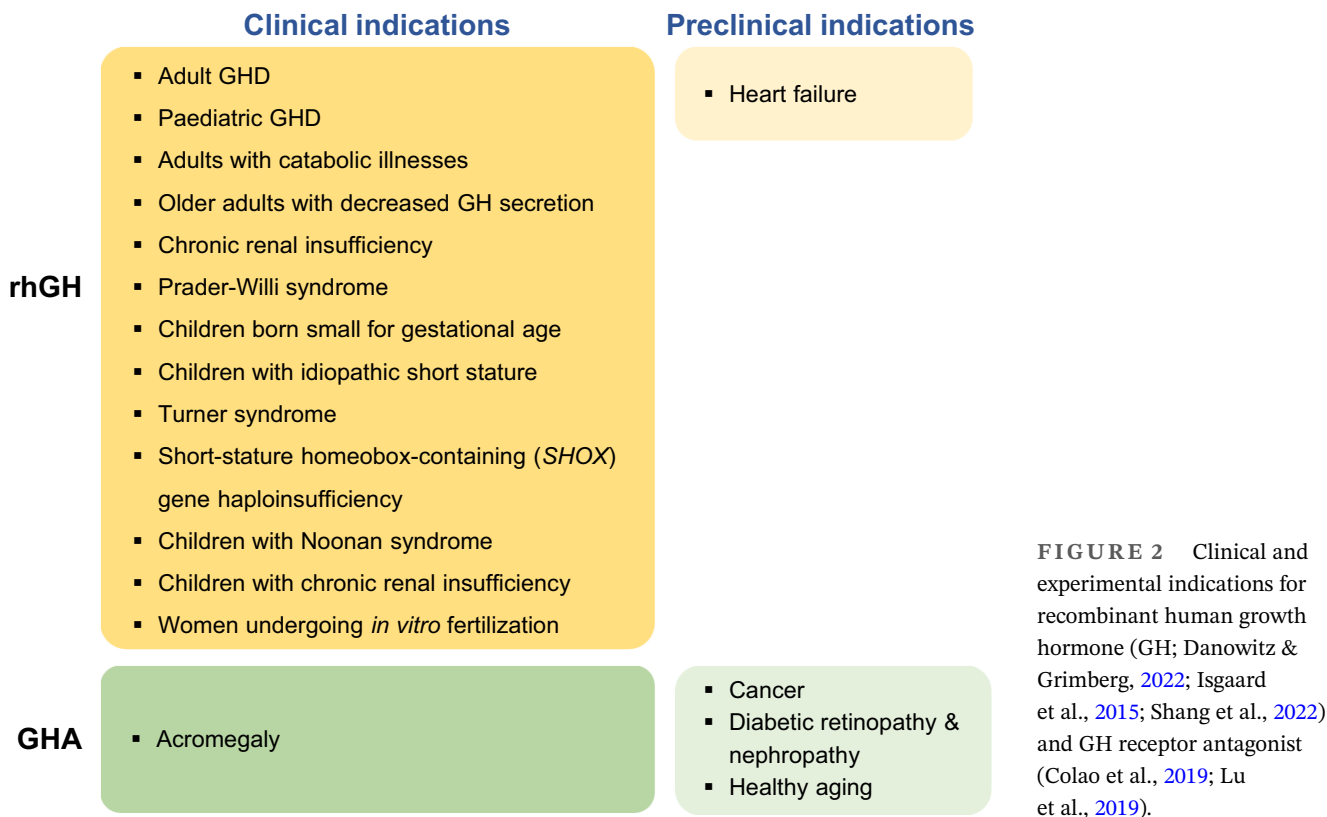 Clinical indications
Preclinical indications
rhGH
▪ Adult GHD
▪ Paediatric GHD
▪ Adults with catabolic illnesses
▪ Older adults with decreased GH secretion
▪ Chronic renal insufficiency
▪ Prader-Willi syndrome
▪ Children born small for gestational age
▪ Children with idiopathic short stature
▪ Turner syndrome
▪ Short-stature homeobox-containing (SHOX)
gene haploinsufficiency
▪ Children with Noonan syndrome
▪ Children with chronic renal insufficiency
▪ Women undergoing in vitro fertilization
▪ Heart failure
GHA
▪ Acromegaly
▪ Cancer
▪ Diabetic retinopathy &
nephropathy
▪ Healthy aging
FIGURE 2 Clinical and
experimental indications for
recombinant human growth
hormone (GH; Danowitz &
Grimberg, 2022; Isgaard
et al., 2015; Shang et al., 2022)
and GH receptor antagonist
(Colao et al., 2019; Lu
et al., 2019).